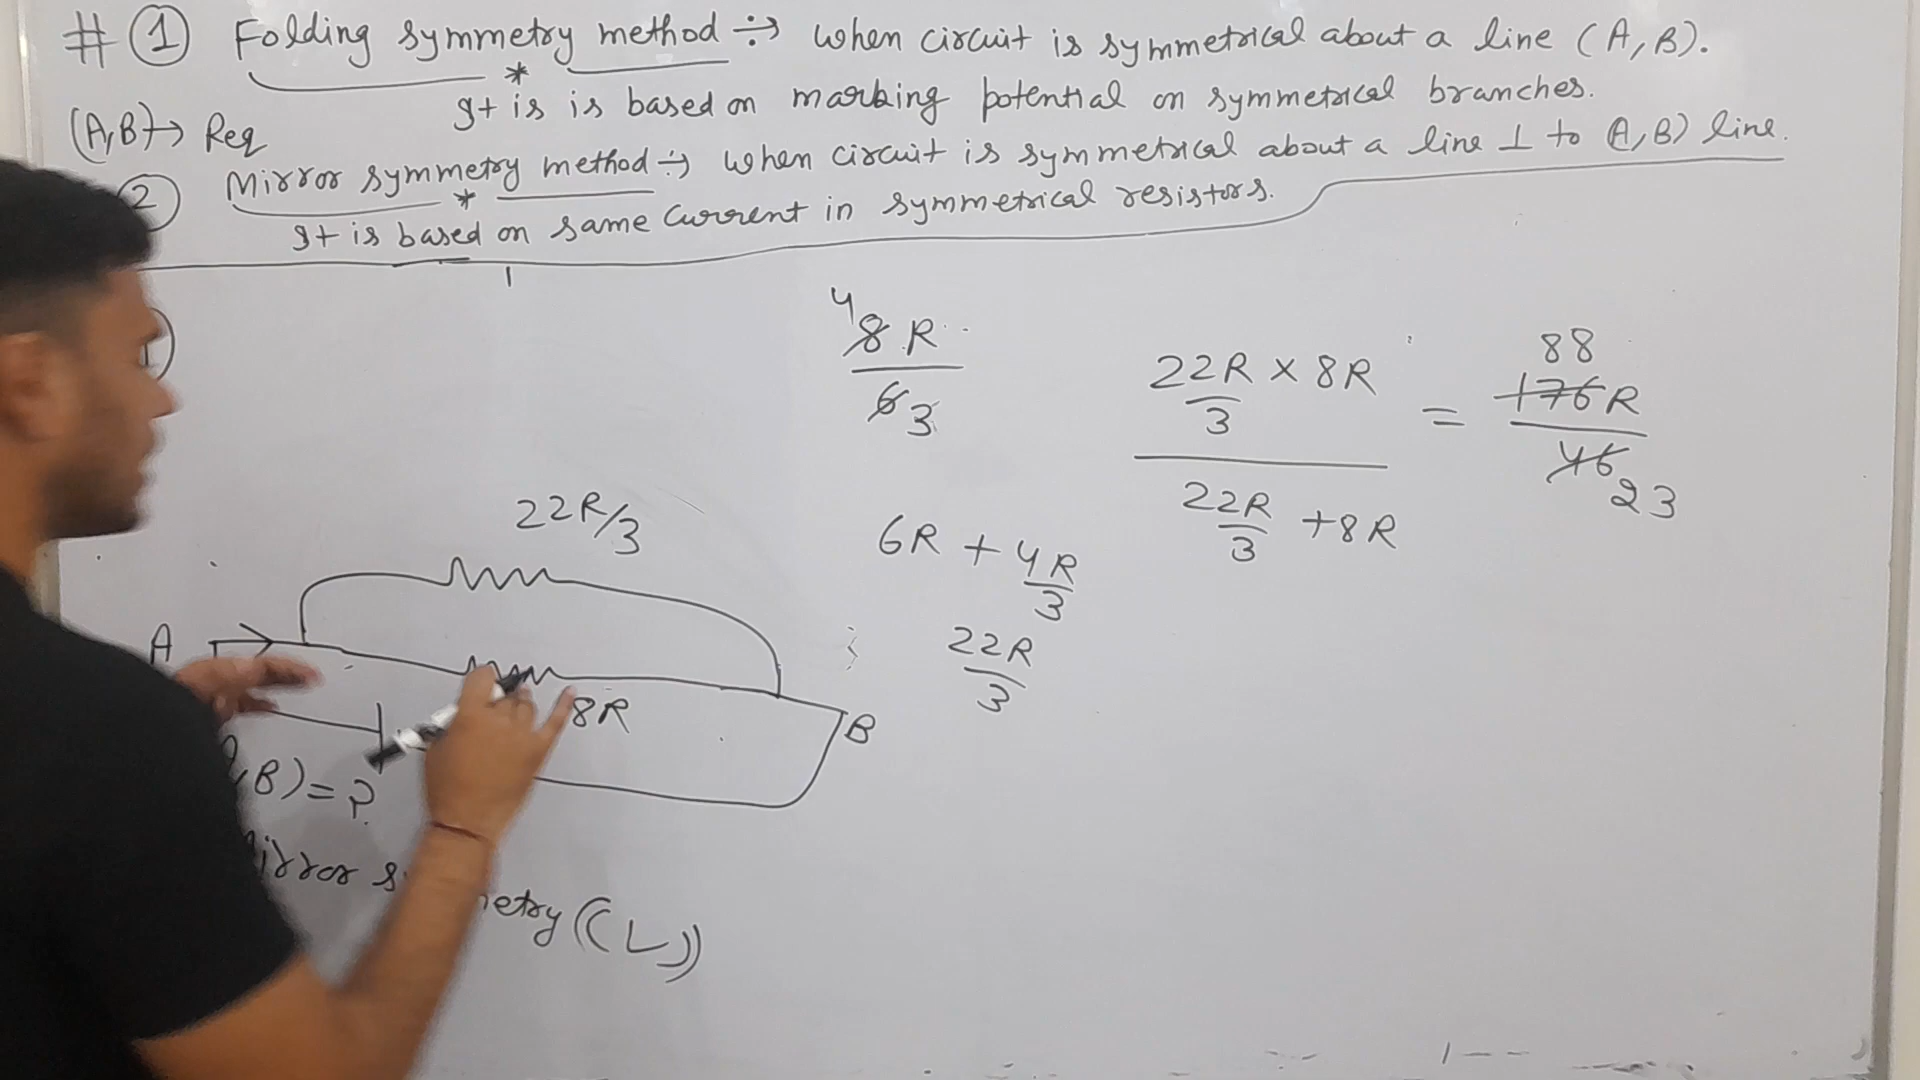 # ① Folding symmetry method ÷> when circuit is symmetrical about a line (A,B).
* gt is is based on marking potential on symmetrical branches.
(A,B) → Req
② Mirror symmetry method ÷> when circuit is symmetrical about a line ⊥ to (A,B) line.
* gt is based on same current in symmetrical resistors.
4
8R
6 3
22R/3 × 8R
22R/3 + 8R
=
88
176R
46 23
22R/3
6R + 4R/3
22R/3
A
8R
B
,B) = ?
irror s etry ((L))